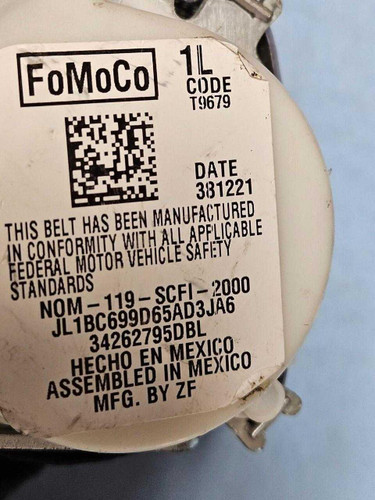 FoMoCo
1L
CODE
T9679
DATE
381221
THIS BELT HAS BEEN MANUFACTURED
IN CONFORMITY WITH ALL APPLICABLE
FEDERAL MOTOR VEHICLE SAFETY
STANDARDS
NOM-119-SCFI-2000
JL1BC699D65AD3JA6
34262795DBL
HECHO EN MEXICO
ASSEMBLED IN MEXICO
MFG. BY ZF